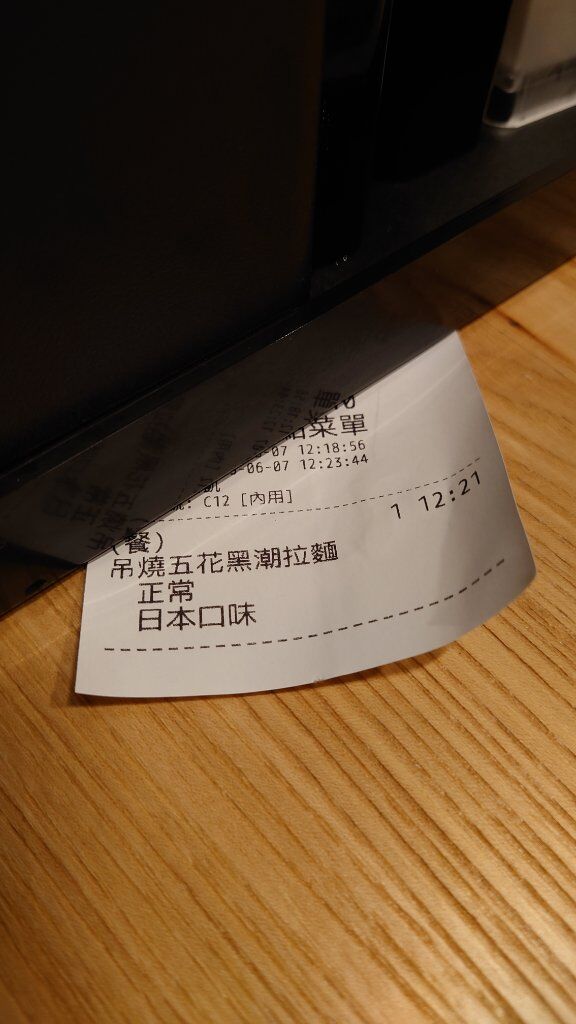 菜單
-07 12:18:56
-06-07 12:23:44
號: C12 [內用]
(餐)
1 12:21
吊燒五花黑潮拉麵
正常
日本口味